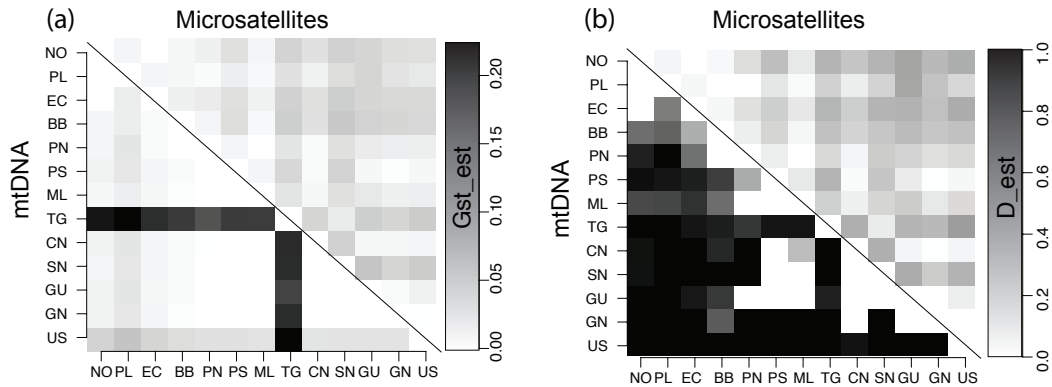 (a)
Microsatellites
mtDNA
NO
PL
EC
BB
PN
PS
ML
TG
CN
SN
GU
GN
US
NO PL EC BB PN PS ML TG CN SN GU GN US
Gst_est
0.20
0.15
0.10
0.05
0.00
(b)
Microsatellites
mtDNA
NO
PL
EC
BB
PN
PS
ML
TG
CN
SN
GU
GN
US
NO PL EC BB PN PS ML TG CN SN GU GN US
D_est
1.0
0.8
0.6
0.4
0.2
0.0